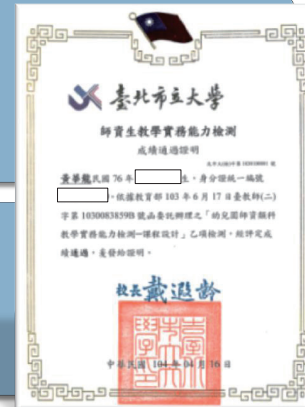 臺北市立大學
師資生教學實務能力檢測
成績通過證明
黃華龍民國 76 年 生,身分證統一編號
。依據教育部 103 年 6 月 17 日臺教師(二)
字第 1030083859B 號函委託辦理之「幼兒園師資類科
教學實務能力檢測-課程設計」乙項檢測,經評定成
績通過,爰發給證明。
校長 戴遐齡
中華民國 104 年 04 月 16 日